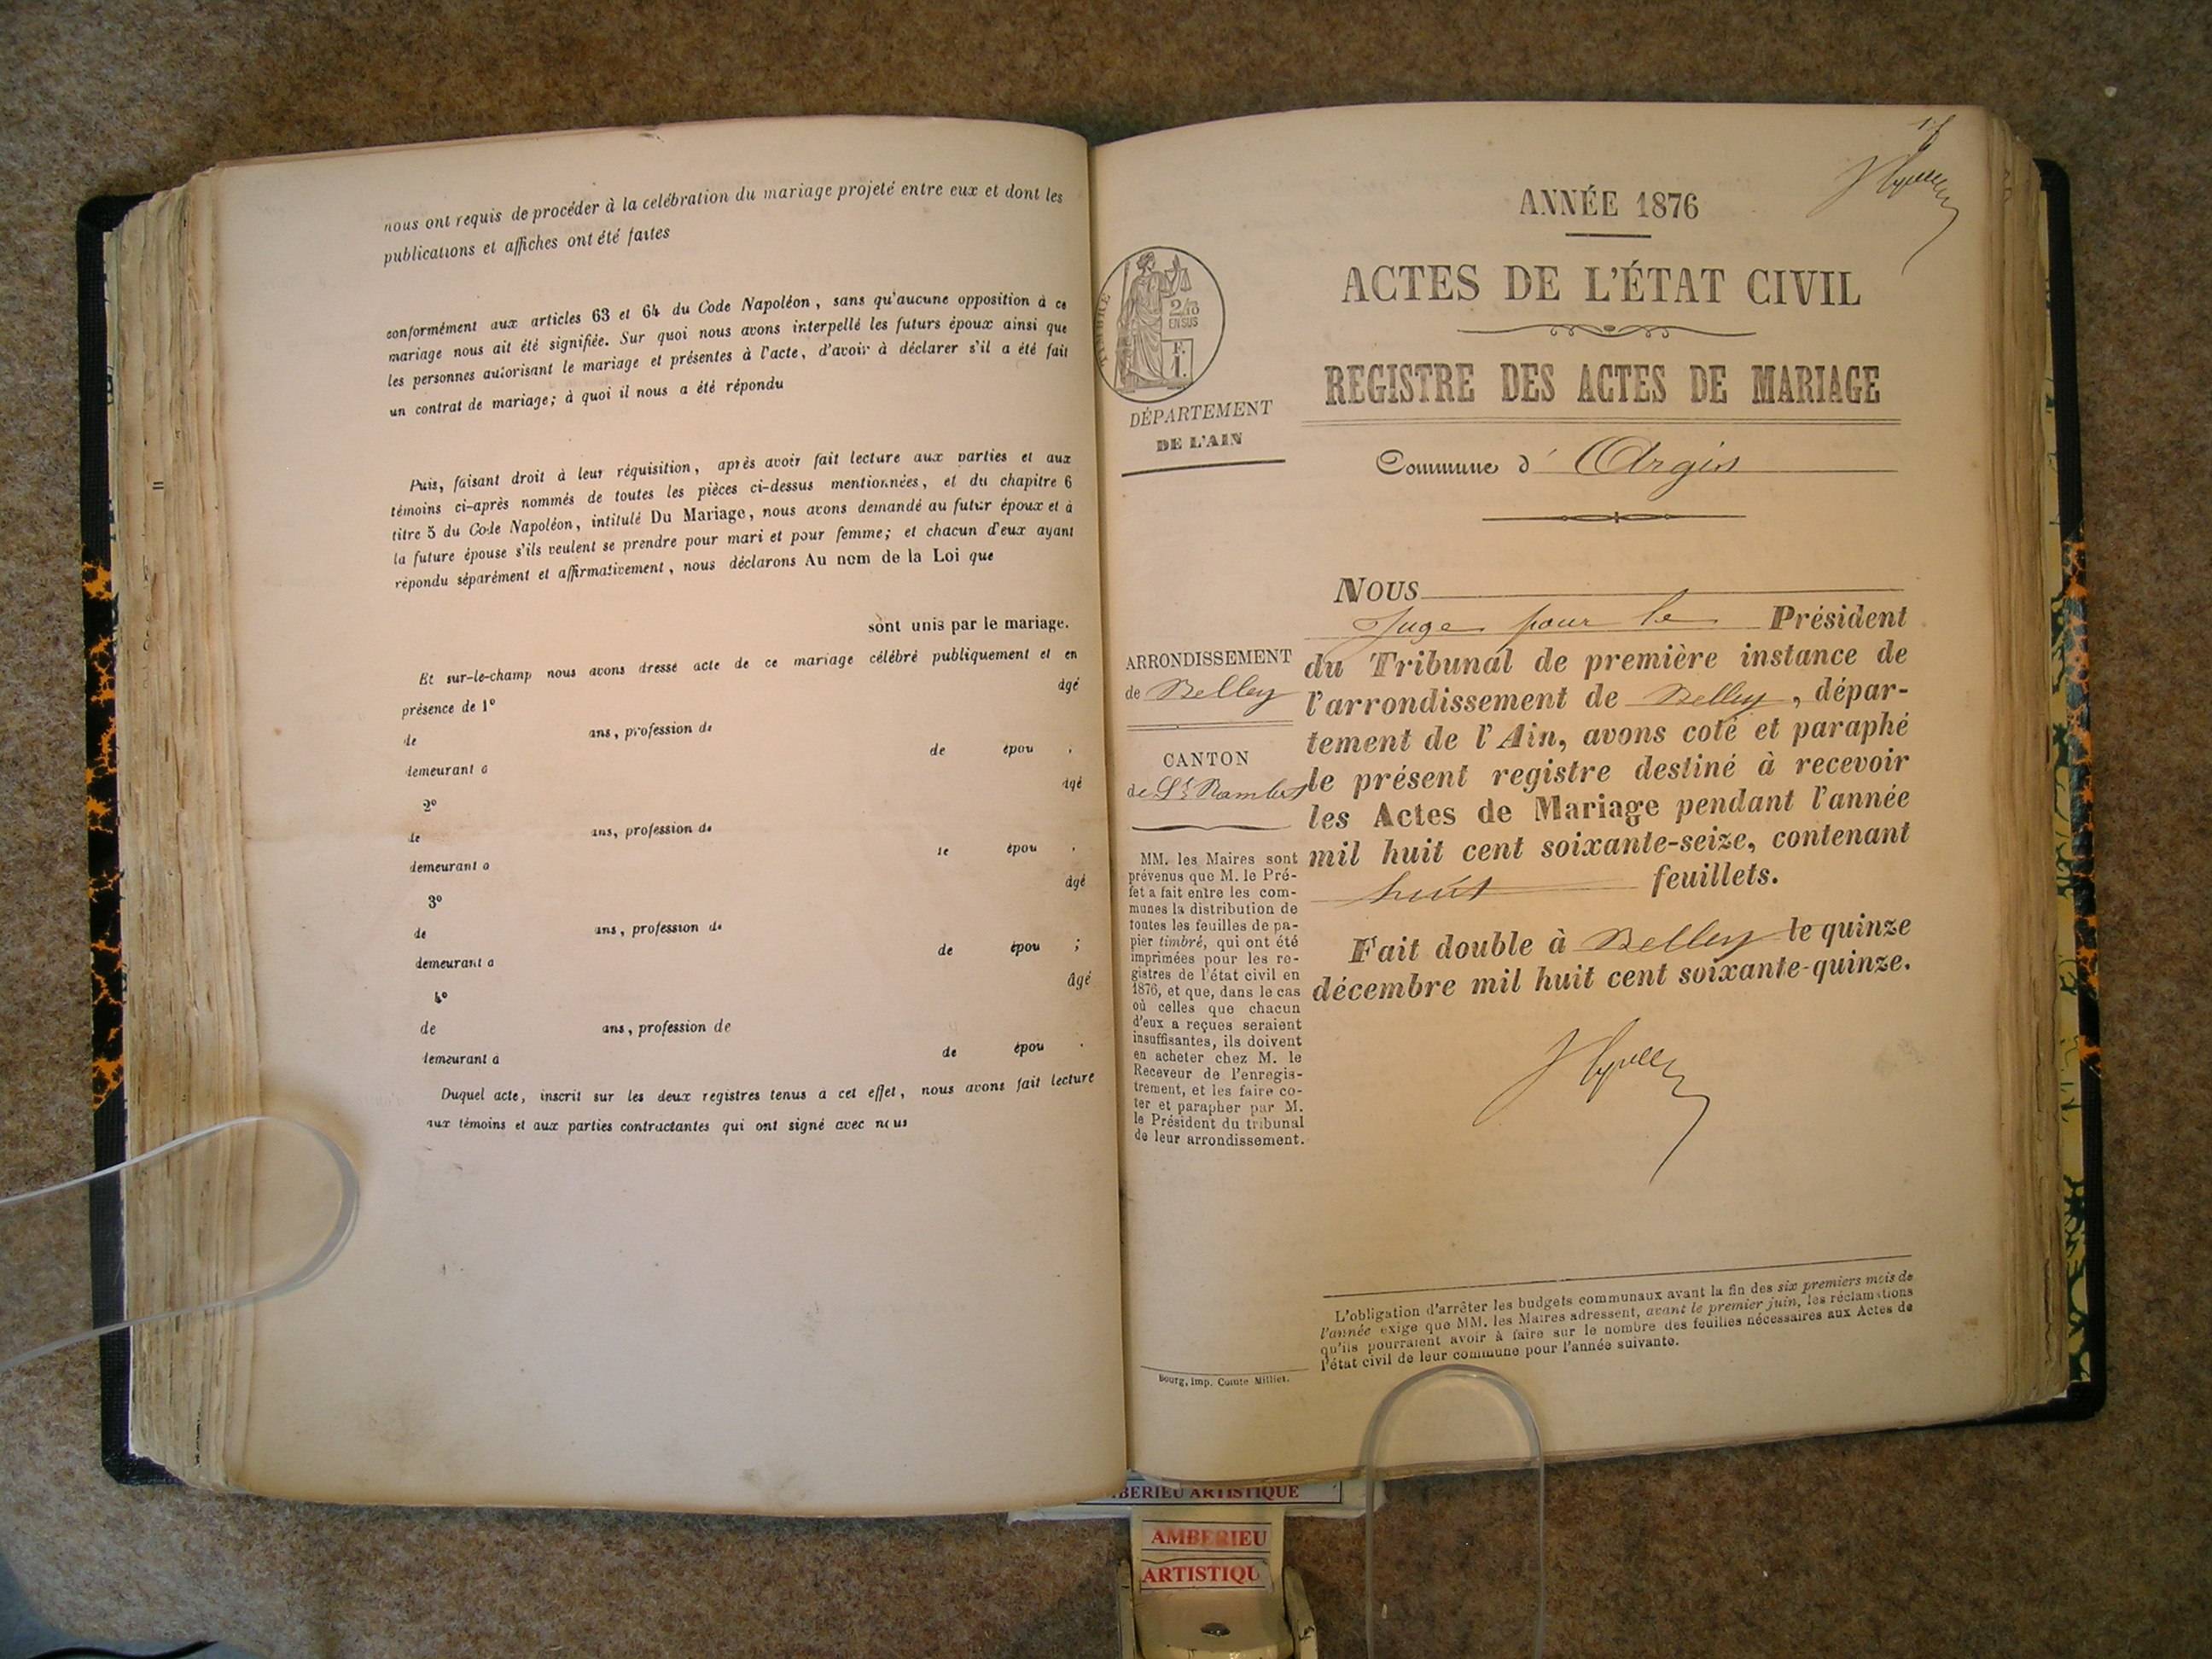 nous ont requis de procéder à la celébration du mariage projeté entre eux et dont les
publications et affiches ont été faites
conformément aux articles 63 et 64 du Code Napoléon, sans qu'aucune opposition à ce
mariage nous ait été signifiée. Sur quoi nous avons interpellé les futurs époux ainsi que
les personnes autorisant le mariage et présentes à l'acte, d'avoir à déclarer s'il a été fait
un contrat de mariage; à quoi il nous a été répondu
Puis, faisant droit à leur réquisition, après avoir fait lecture aux parties et aux
témoins ci-après nommés de toutes les pièces ci-dessus mentionnées, et du chapitre 6
titre 5 du Code Napoléon, intitulé Du Mariage, nous avons demandé au futur époux et à
la future épouse s'ils veulent se prendre pour mari et pour femme; et chacun d'eux ayant
répondu séparément et affirmativement, nous déclarons Au nom de la Loi que
sont unis par le mariage.
Et sur-le-champ nous avons dressé acte de ce mariage célébré publiquement et en
présence de 1° âgé
de ans, profession de
demeurant à de épou ;
2° âgé
de ans, profession de
demeurant à de épou ;
3° âgé
de ans, profession de
demeurant à de épou ;
4° âgé
de ans, profession de
demeurant à de épou .
Duquel acte, inscrit sur les deux registres tenus à cet effet, nous avons fait lecture
aux témoins et aux parties contractantes qui ont signé avec nous
ANNÉE 1876
ACTES DE L'ÉTAT CIVIL
REGISTRE DES ACTES DE MARIAGE
Commune d' Argis
TIMBRE
2/10
EN SUS
F.
1.
DÉPARTEMENT
DE L'AIN
ARRONDISSEMENT
de Belley
CANTON
de St Rambert
MM. les Maires sont
prévenus que M. le Pré-
fet a fait entre les com-
munes la distribution de
toutes les feuilles de pa-
pier timbré, qui ont été
imprimées pour les re-
gistres de l'état civil en
1876, et que, dans le cas
où celles que chacun
d'eux a reçues seraient
insuffisantes, ils doivent
en acheter chez M. le
Receveur de l'enregis-
trement, et les faire co-
ter et parapher par M.
le Président du tribunal
de leur arrondissement.
Bourg, Imp. Comte Milliet.
NOUS
Juge pour le Président
du Tribunal de première instance de
l'arrondissement de Belley, dépar-
tement de l'Ain, avons coté et paraphé
le présent registre destiné à recevoir
les Actes de Mariage pendant l'année
mil huit cent soixante-seize, contenant
huit feuillets.
Fait double à Belley le quinze
décembre mil huit cent soixante-quinze.
L'obligation d'arrêter les budgets communaux avant la fin des six premiers mois de
l'année exige que MM. les Maires adressent, avant le premier juin, les réclamations
qu'ils pourraient avoir à faire sur le nombre des feuilles nécessaires aux Actes de
l'état civil de leur commune pour l'année suivante.
BERIEU ARTISTIQUE
AMBERIEU
ARTISTIQU